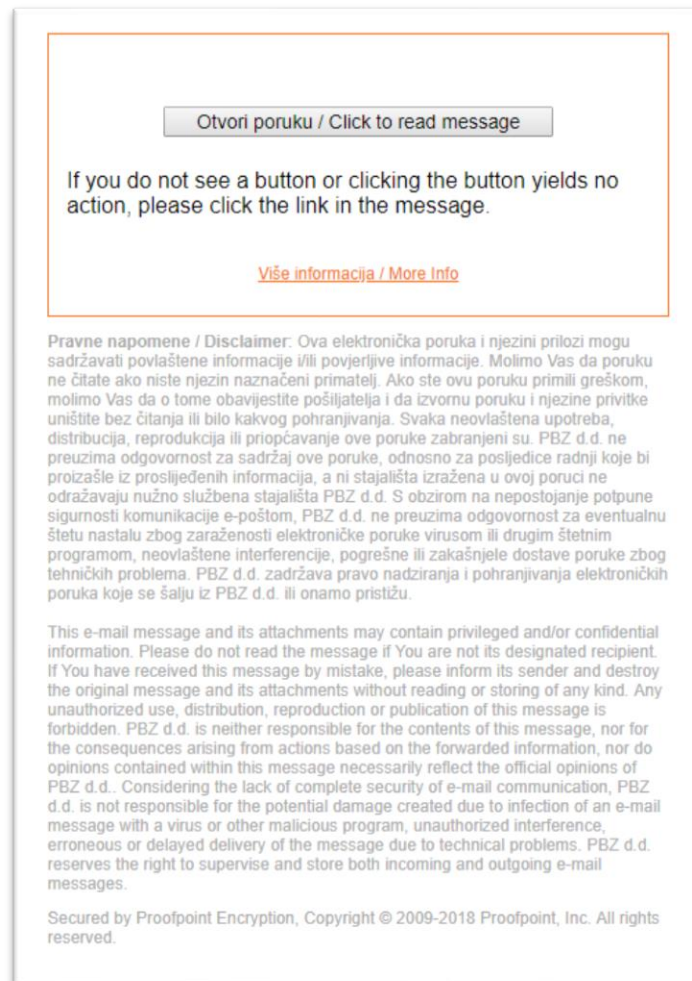 Otvori poruku / Click to read message
If you do not see a button or clicking the button yields no
action, please click the link in the message.
Više informacija / More Info
Pravne napomene / Disclaimer: Ova elektronička poruka i njezini prilozi mogu
sadržavati povlaštene informacije i/ili povjerljive informacije. Molimo Vas da poruku
ne čitate ako niste njezin naznačeni primatelj. Ako ste ovu poruku primili greškom,
molimo Vas da o tome obavijestite pošiljatelja i da izvornu poruku i njezine privitke
uništite bez čitanja ili bilo kakvog pohranjivanja. Svaka neovlaštena upotreba,
distribucija, reprodukcija ili priopćavanje ove poruke zabranjeni su. PBZ d.d. ne
preuzima odgovornost za sadržaj ove poruke, odnosno za posljedice radnji koje bi
proizašle iz proslijeđenih informacija, a ni stajališta izražena u ovoj poruci ne
odražavaju nužno službena stajališta PBZ d.d. S obzirom na nepostojanje potpune
sigurnosti komunikacije e-poštom, PBZ d.d. ne preuzima odgovornost za eventualnu
štetu nastalu zbog zaraženosti elektroničke poruke virusom ili drugim štetnim
programom, neovlaštene interferencije, pogrešne ili zakašnjele dostave poruke zbog
tehničkih problema. PBZ d.d. zadržava pravo nadziranja i pohranjivanja elektroničkih
poruka koje se šalju iz PBZ d.d. ili onamo pristižu.
This e-mail message and its attachments may contain privileged and/or confidential
information. Please do not read the message if You are not its designated recipient.
If You have received this message by mistake, please inform its sender and destroy
the original message and its attachments without reading or storing of any kind. Any
unauthorized use, distribution, reproduction or publication of this message is
forbidden. PBZ d.d. is neither responsible for the contents of this message, nor for
the consequences arising from actions based on the forwarded information, nor do
opinions contained within this message necessarily reflect the official opinions of
PBZ d.d.. Considering the lack of complete security of e-mail communication, PBZ
d.d. is not responsible for the potential damage created due to infection of an e-mail
message with a virus or other malicious program, unauthorized interference,
erroneous or delayed delivery of the message due to technical problems. PBZ d.d.
reserves the right to supervise and store both incoming and outgoing e-mail
messages.
Secured by Proofpoint Encryption, Copyright © 2009-2018 Proofpoint, Inc. All rights
reserved.